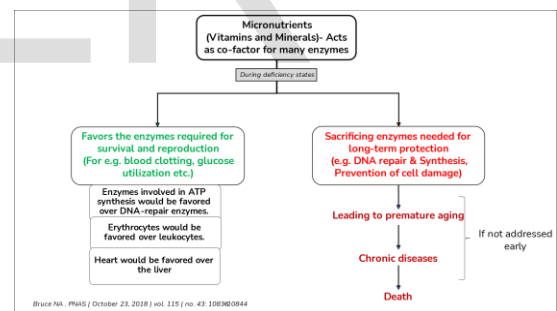 Micronutrients
(Vitamins and Minerals)- Acts
as co-factor for many enzymes
During deficiency states
Favors the enzymes required for
survival and reproduction
(For e.g. blood clotting, glucose
utilization etc.)
Enzymes involved in ATP
synthesis would be favored
over DNA-repair enzymes.
Erythrocytes would be
favored over leukocytes.
Heart would be favored over
the liver
Sacrificing enzymes needed for
long-term protection
(e.g. DNA repair & Synthesis,
Prevention of cell damage)
Leading to premature aging
Chronic diseases
Death
If not addressed
early
Bruce NA . PNAS | October 23, 2018 | vol. 115 | no. 43: